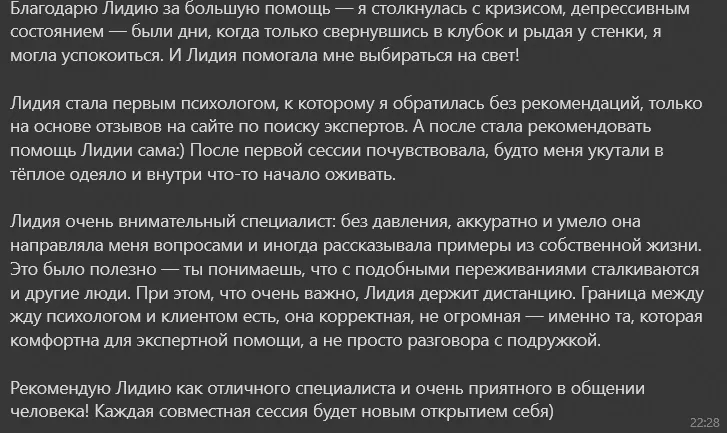 Благодарю Лидию за большую помощь — я столкнулась с кризисом, депрессивным
состоянием — были дни, когда только свернувшись в клубок и рыдая у стенки, я
могла успокоиться. И Лидия помогала мне выбираться на свет!
Лидия стала первым психологом, к которому я обратилась без рекомендаций, только
на основе отзывов на сайте по поиску экспертов. А после стала рекомендовать
помощь Лидии сама:) После первой сессии почувствовала, будто меня укутали в
тёплое одеяло и внутри что-то начало оживать.
Лидия очень внимательный специалист: без давления, аккуратно и умело она
направляла меня вопросами и иногда рассказывала примеры из собственной жизни.
Это было полезно — ты понимаешь, что с подобными переживаниями сталкиваются
и другие люди. При этом, что очень важно, Лидия держит дистанцию. Граница между
жду психологом и клиентом есть, она корректная, не огромная — именно та, которая
комфортна для экспертной помощи, а не просто разговора с подружкой.
Рекомендую Лидию как отличного специалиста и очень приятного в общении
человека! Каждая совместная сессия будет новым открытием себя)
22:28